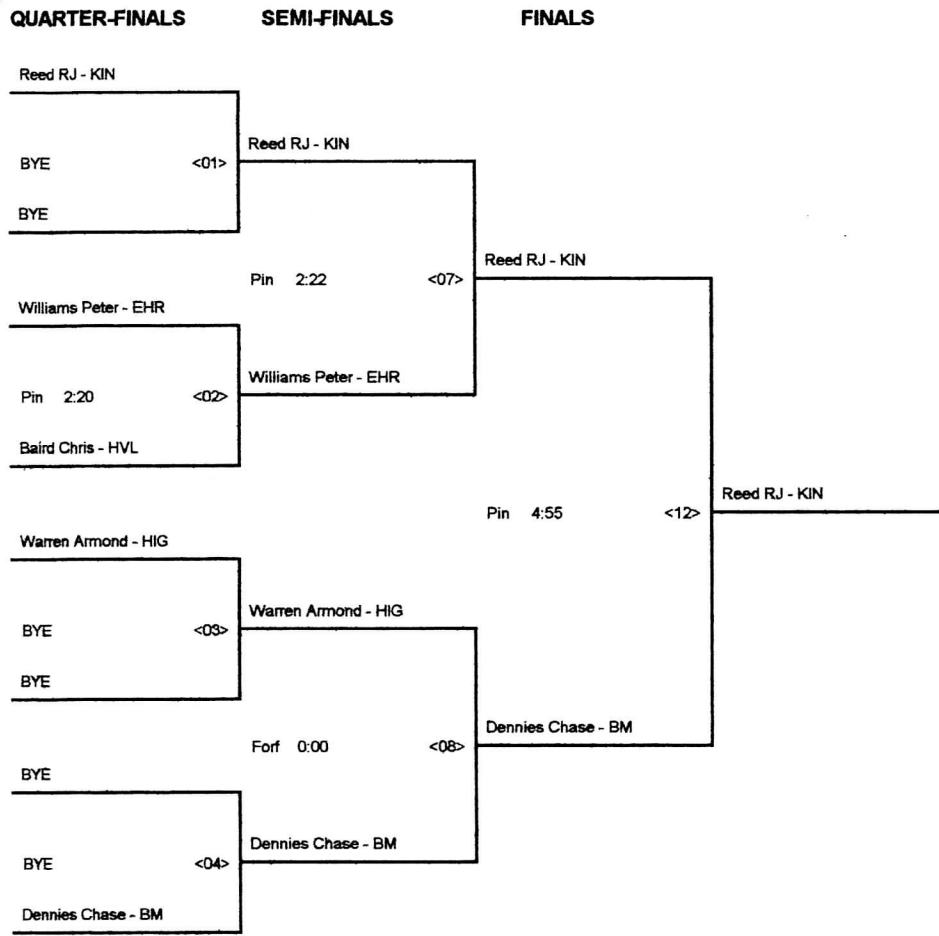 QUARTER-FINALS SEMI-FINALS FINALS
Reed RJ - KIN
Reed RJ - KIN
BYE <01>
BYE
Reed RJ - KIN
Pin 2:22 <07>
Williams Peter - EHR
Williams Peter - EHR
Pin 2:20 <02>
Baird Chris - HVL
Reed RJ - KIN
Pin 4:55 <12>
Warren Armond - HIG
Warren Armond - HIG
BYE <03>
BYE
Dennies Chase - BM
Forf 0:00 <08>
BYE
Dennies Chase - BM
BYE <04>
Dennies Chase - BM